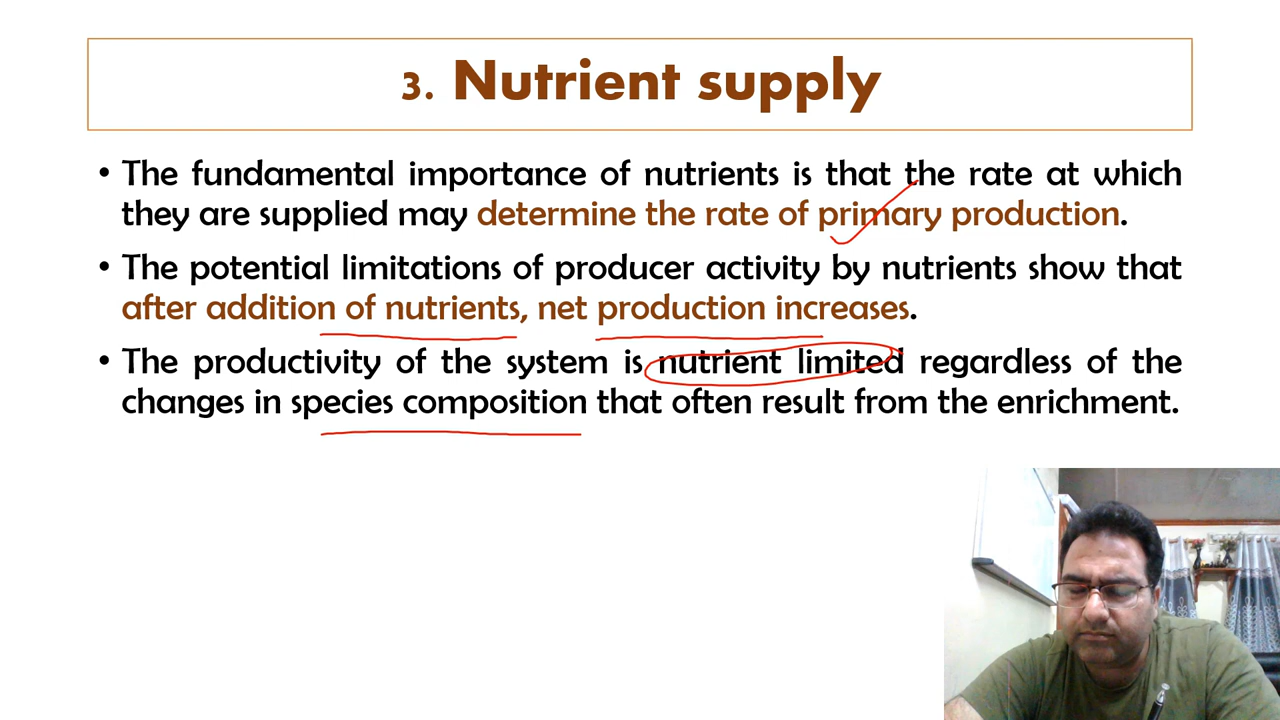 3. Nutrient supply
• The fundamental importance of nutrients is that the rate at which
they are supplied may determine the rate of primary production.
• The potential limitations of producer activity by nutrients show that
after addition of nutrients, net production increases.
• The productivity of the system is nutrient limited regardless of the
changes in species composition that often result from the enrichment.